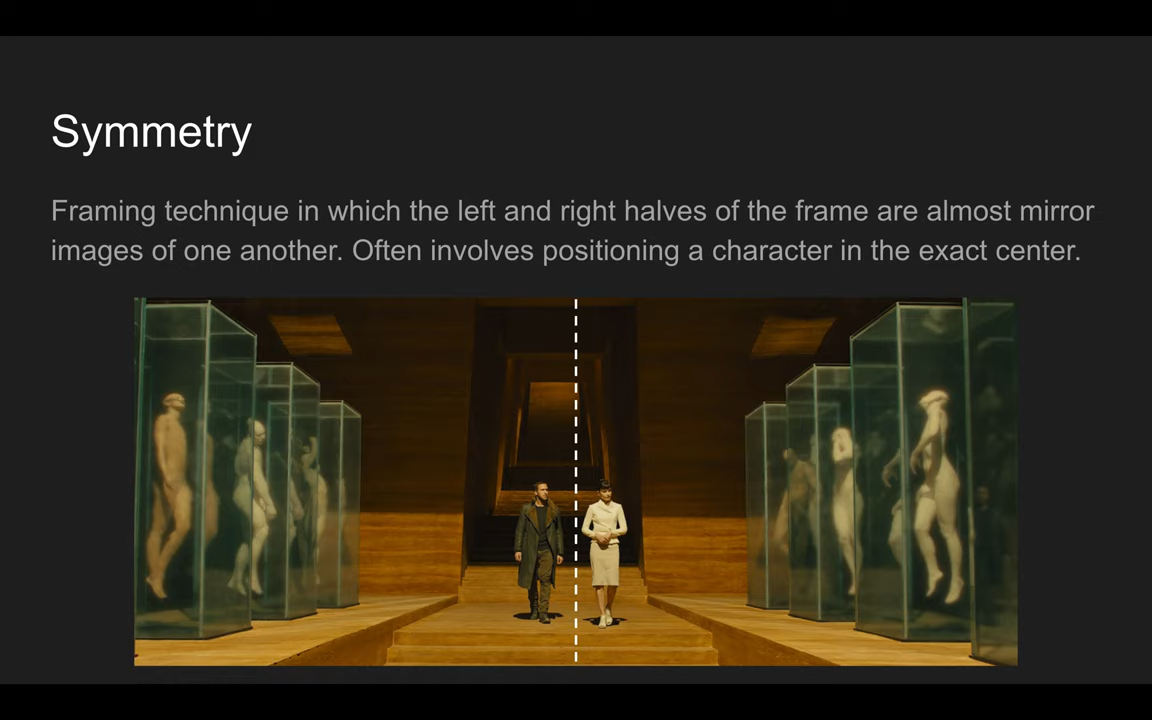 Symmetry
Framing technique in which the left and right halves of the frame are almost mirror
images of one another. Often involves positioning a character in the exact center.